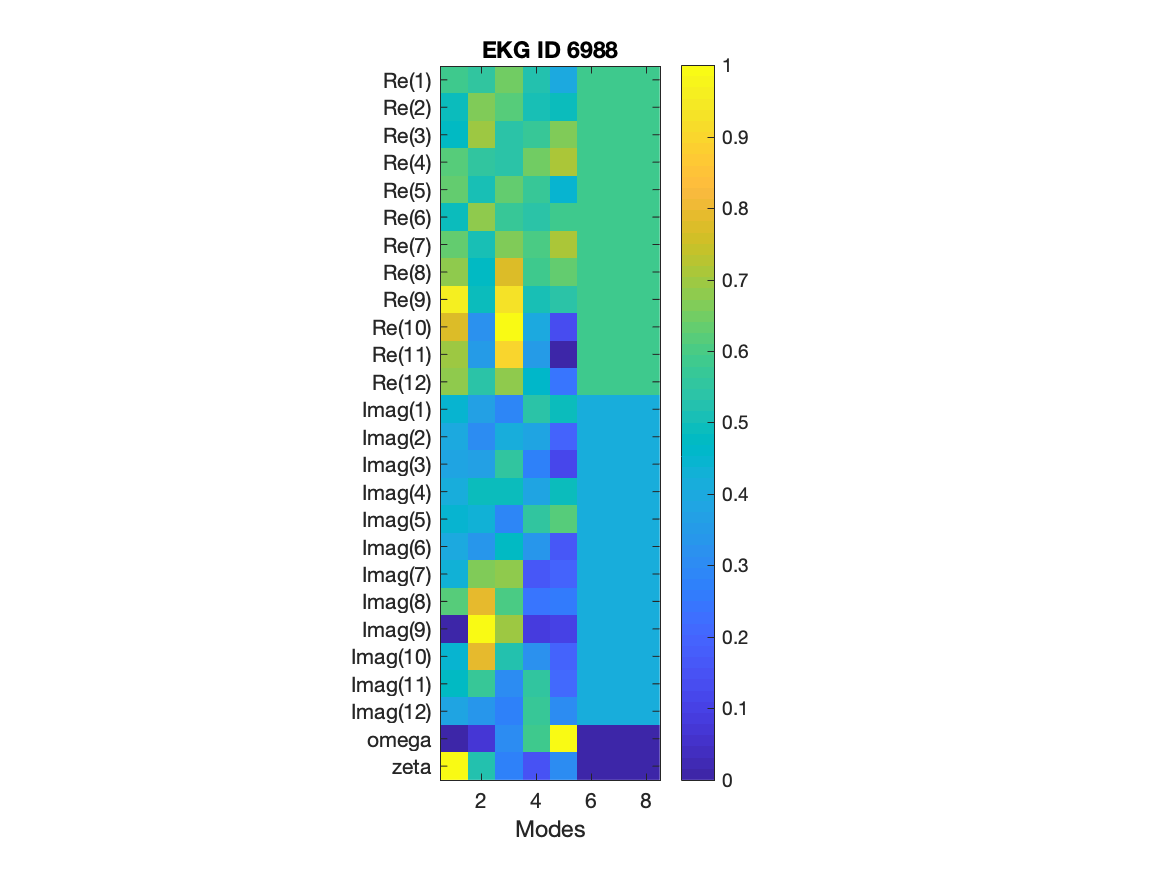 EKG ID 6988
Re(1)
Re(2)
Re(3)
Re(4)
Re(5)
Re(6)
Re(7)
Re(8)
Re(9)
Re(10)
Re(11)
Re(12)
Imag(1)
Imag(2)
Imag(3)
Imag(4)
Imag(5)
Imag(6)
Imag(7)
Imag(8)
Imag(9)
Imag(10)
Imag(11)
Imag(12)
omega
zeta
2 4 6 8
Modes
1
0.9
0.8
0.7
0.6
0.5
0.4
0.3
0.2
0.1
0